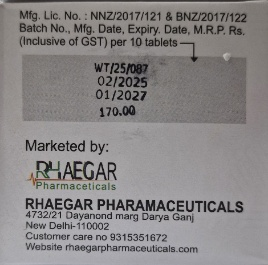 Mfg. Lic. No. : NNZ/2017/121 & BNZ/2017/122
Batch No., Mfg. Date, Expiry. Date, M.R.P. Rs.
(Inclusive of GST) per 10 tablets
WT/25/087
02/2025
01/2027
170.00
Marketed by:
RHAEGAR
Pharmaceuticals
RHAEGAR PHARAMACEUTICALS
4732/21 Dayanond marg Darya Ganj
New Delhi-110002
Customer care no 9315351672
Website rhaegarpharmaceuticals.com